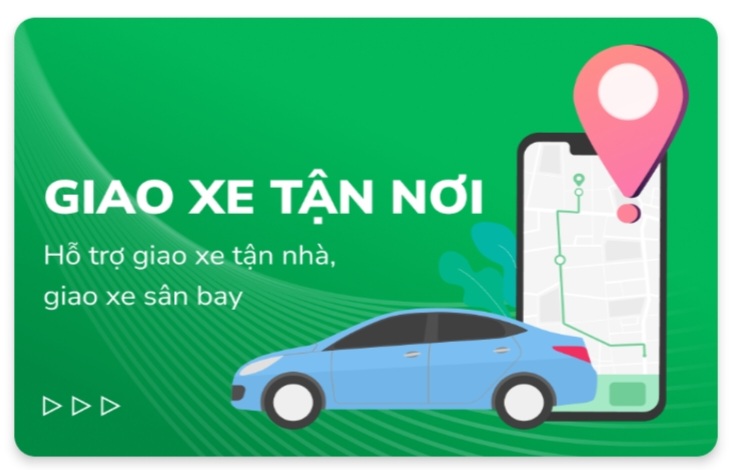 GIAO XE TẬN NƠI
Hỗ trợ giao xe tận nhà,
giao xe sân bay